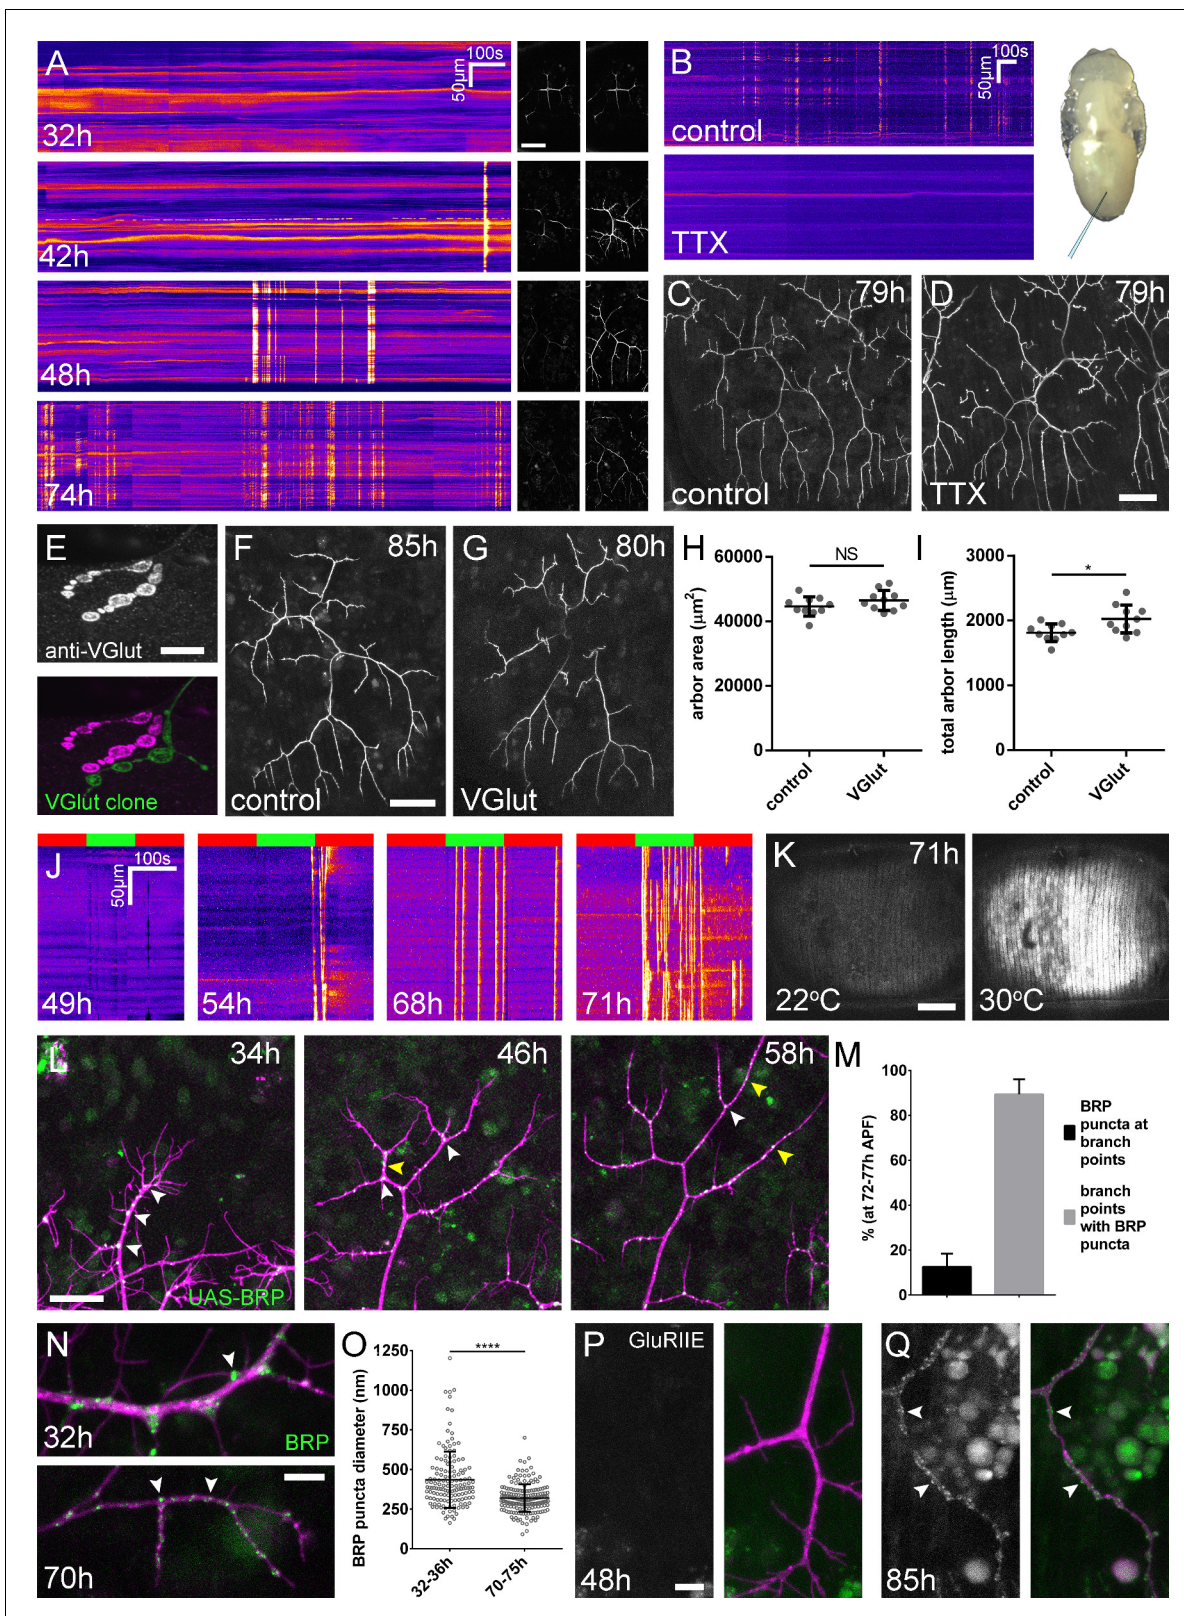 A
100s
50µm
32h
42h
48h
74h
B
100s
50µm
control
TTX
C
79h
control
D
79h
TTX
E
anti-VGlut
VGlut clone
F
85h
control
G
80h
VGlut
H
arbor area (µm²)
60000
40000
20000
0
NS
control
VGlut
I
total arbor length (µm)
3000
2000
1000
0
*
control
VGlut
J
100s
50µm
49h
54h
68h
71h
K
71h
22°C
30°C
L
34h
UAS-BRP
46h
58h
M
% (at 72-77h APF)
100
80
60
40
20
0
BRP
puncta at
branch
points
branch
points
with BRP
puncta
N
32h
BRP
70h
O
BRP puncta diameter (nm)
1250
1000
750
500
250
0
****
32-36h
70-75h
P
GluRIIE
48h
Q
85h